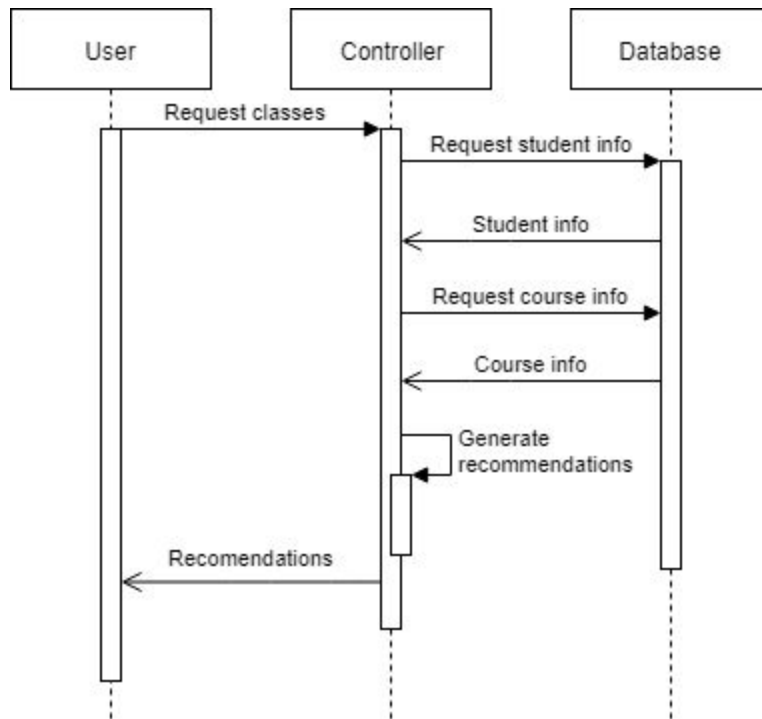 User
Controller
Database
Request classes
Request student info
Student info
Request course info
Course info
Generate
recommendations
Recomendations